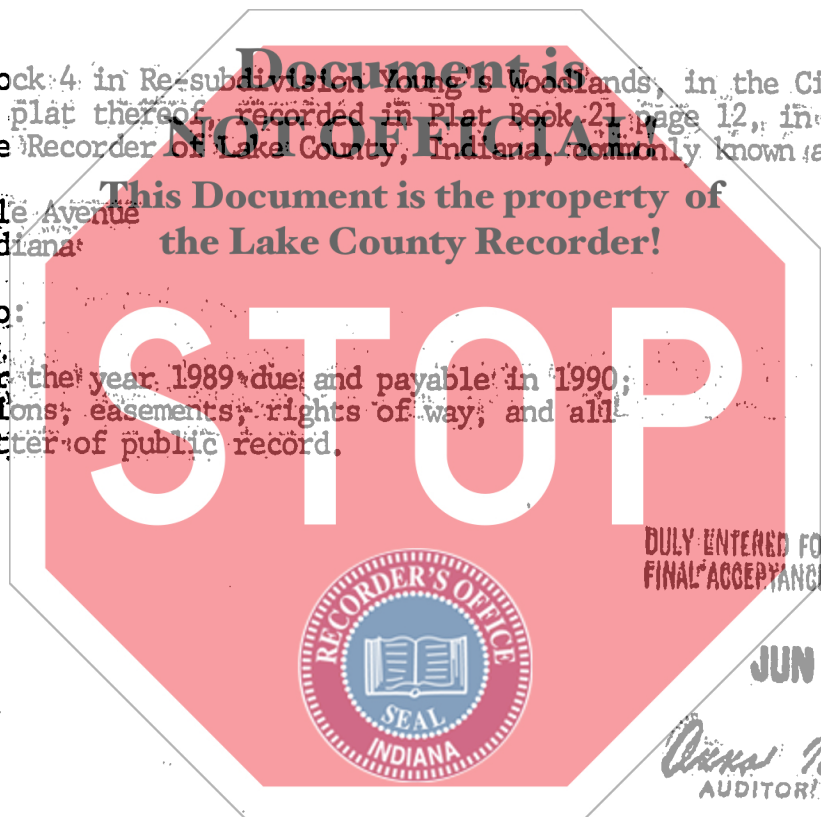 Document is
ock 4 in Re-subdivision Young's Woodlands, in the Ci
plat thereof, recorded in Plat Book 21 page 12, in
NOT OFFICIAL!
e Recorder of Lake County, Indiana, commonly known a
This Document is the property of
le Avenue
the Lake County Recorder!
diana
o:
STOP
the year 1989 due and payable in 1990;
ons, easements, rights of way, and all
tter of public record.
DULY ENTERED FO
FINAL ACCEPTANC
RECORDER'S OFFICE
SEAL
INDIANA
JUN
AUDITOR